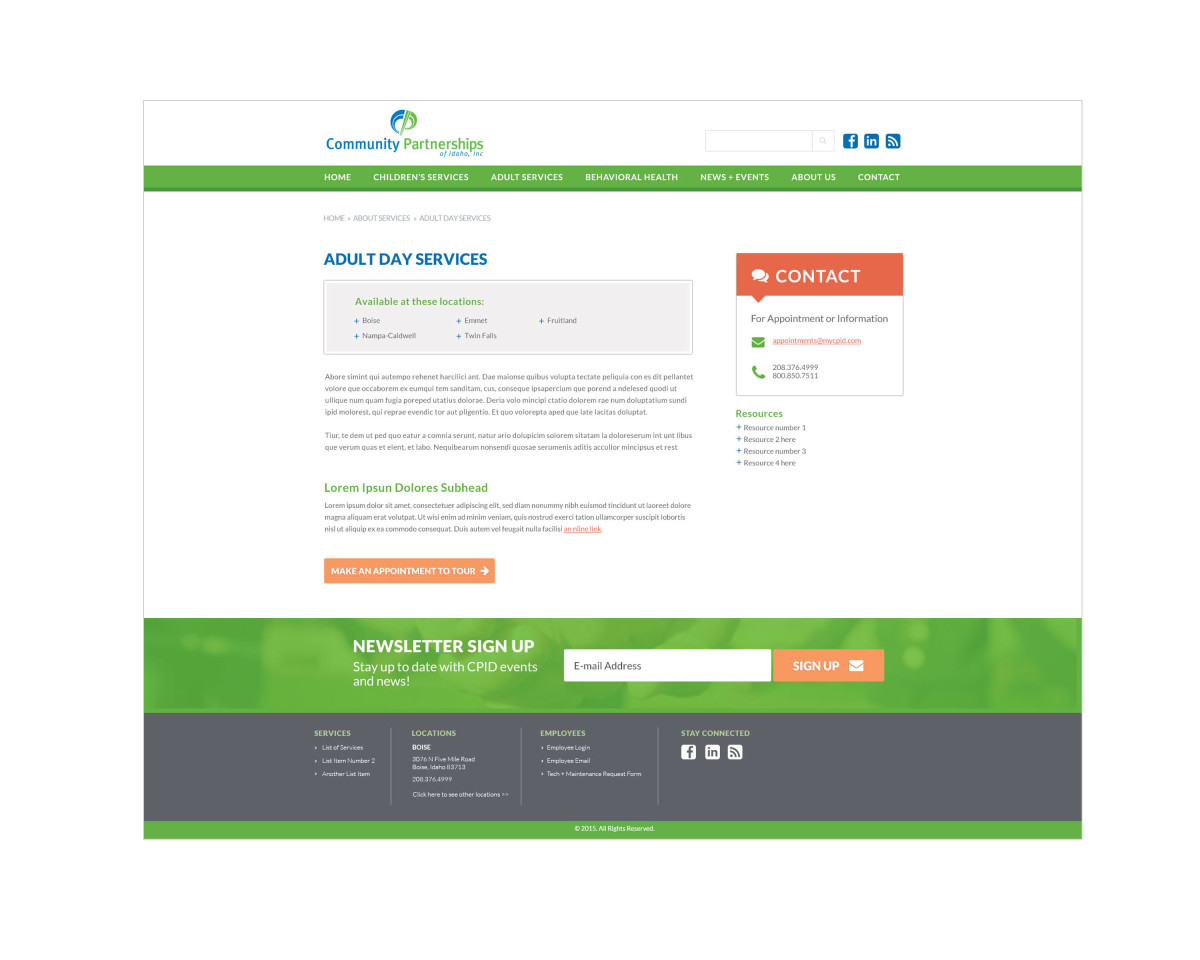 Community Partnerships
of Idaho, Inc
HOME CHILDREN'S SERVICES ADULT SERVICES BEHAVIORAL HEALTH NEWS + EVENTS ABOUT US CONTACT
HOME » ABOUT SERVICES » ADULT DAY SERVICES
ADULT DAY SERVICES
Available at these locations:
+ Boise + Emmet + Fruitland
+ Nampa-Caldwell + Twin Falls
Abore simint qui autempo rehenet harcilici ant. Dae maionse quibus volupta tectate peliquia con es dit pellantet
volore que occaborem ex eumqui tem sanditam, cus, conseque ipsapercium que porend a ndelesed quodi ut
ullique num quam fugia poreped utatius dolorae. Deria volo mincipi ctatio dolorem rae num doluptatium sundi
ipid molorest, qui reprae evendic tor aut pligentio. Et quo volorepta aped que late lacitas doluptat.
Tiur, te dem ut ped quo eatur a comnia serunt, natur ario dolupicim solorem sitatam la doloreserum int unt libus
que verum quas et elent, et labo. Nequibearum nonsendi quosae serumenis aditis acculior mincipsus et rest
Lorem Ipsun Dolores Subhead
Lorem ipsum dolor sit amet, consectetuer adipiscing elit, sed diam nonummy nibh euismod tincidunt ut laoreet dolore
magna aliquam erat volutpat. Ut wisi enim ad minim veniam, quis nostrud exerci tation ullamcorper suscipit lobortis
nisl ut aliquip ex ea commodo consequat. Duis autem vel feugait nulla facilisi an nline link.
MAKE AN APPOINTMENT TO TOUR
CONTACT
For Appointment or Information
appointments@mycpid.com
208.376.4999
800.850.7511
Resources
+ Resource number 1
+ Resource 2 here
+ Resource number 3
+ Resource 4 here
NEWSLETTER SIGN UP
Stay up to date with CPID events
and news!
E-mail Address
SIGN UP
SERVICES
List of Services
List Item Number 2
Another List Item
LOCATIONS
BOISE
3076 N Five Mile Road
Boise, Idaho 83713
208.376.4999
Click here to see other locations >>
EMPLOYEES
Employee Login
Employee Email
Tech + Maintenance Request Form
STAY CONNECTED
© 2015. All Rights Reserved.